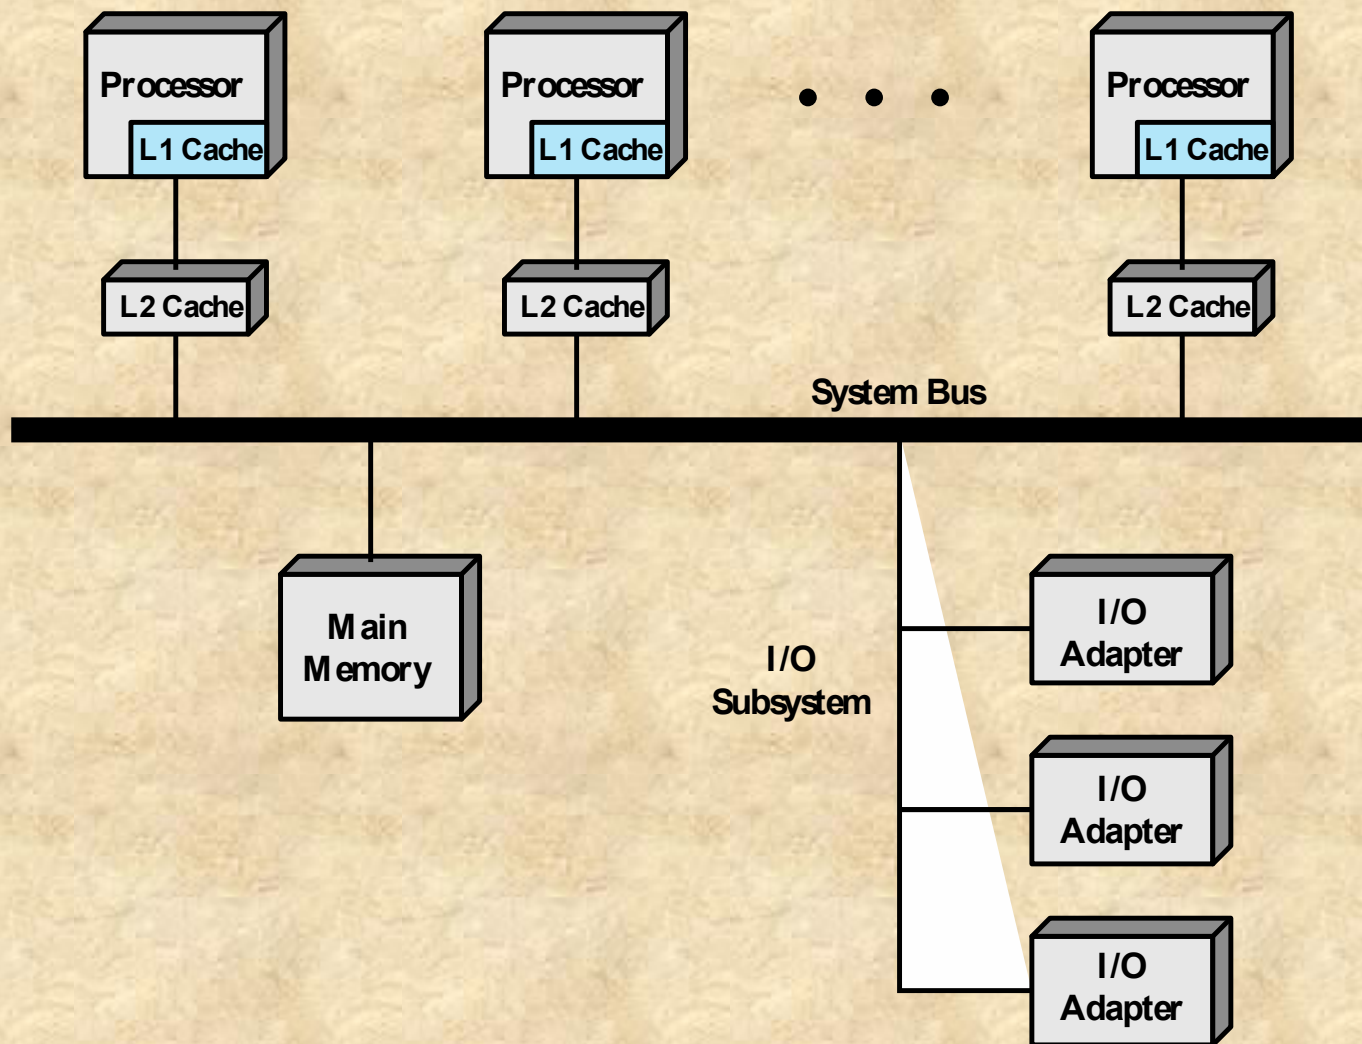 Processor
L1 Cache
Processor
L1 Cache
Processor
L1 Cache
L2 Cache
L2 Cache
L2 Cache
System Bus
Main
Memory
I/O
Subsystem
I/O
Adapter
I/O
Adapter
I/O
Adapter